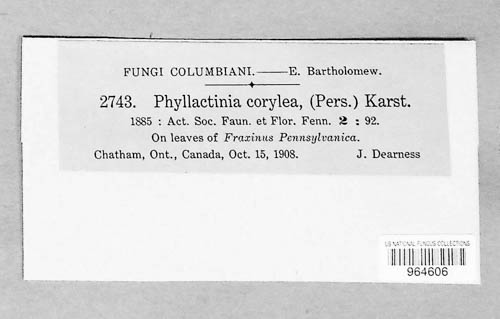 FUNGI COLUMBIANI.——E. Bartholomew.
2743. Phyllactinia corylea, (Pers.) Karst.
1885 : Act. Soc. Faun. et Flor. Fenn. 2 : 92.
On leaves of Fraxinus Pennsylvanica.
Chatham, Ont., Canada, Oct. 15, 1908. J. Dearness
US NATIONAL FUNGUS COLLECTIONS
964606